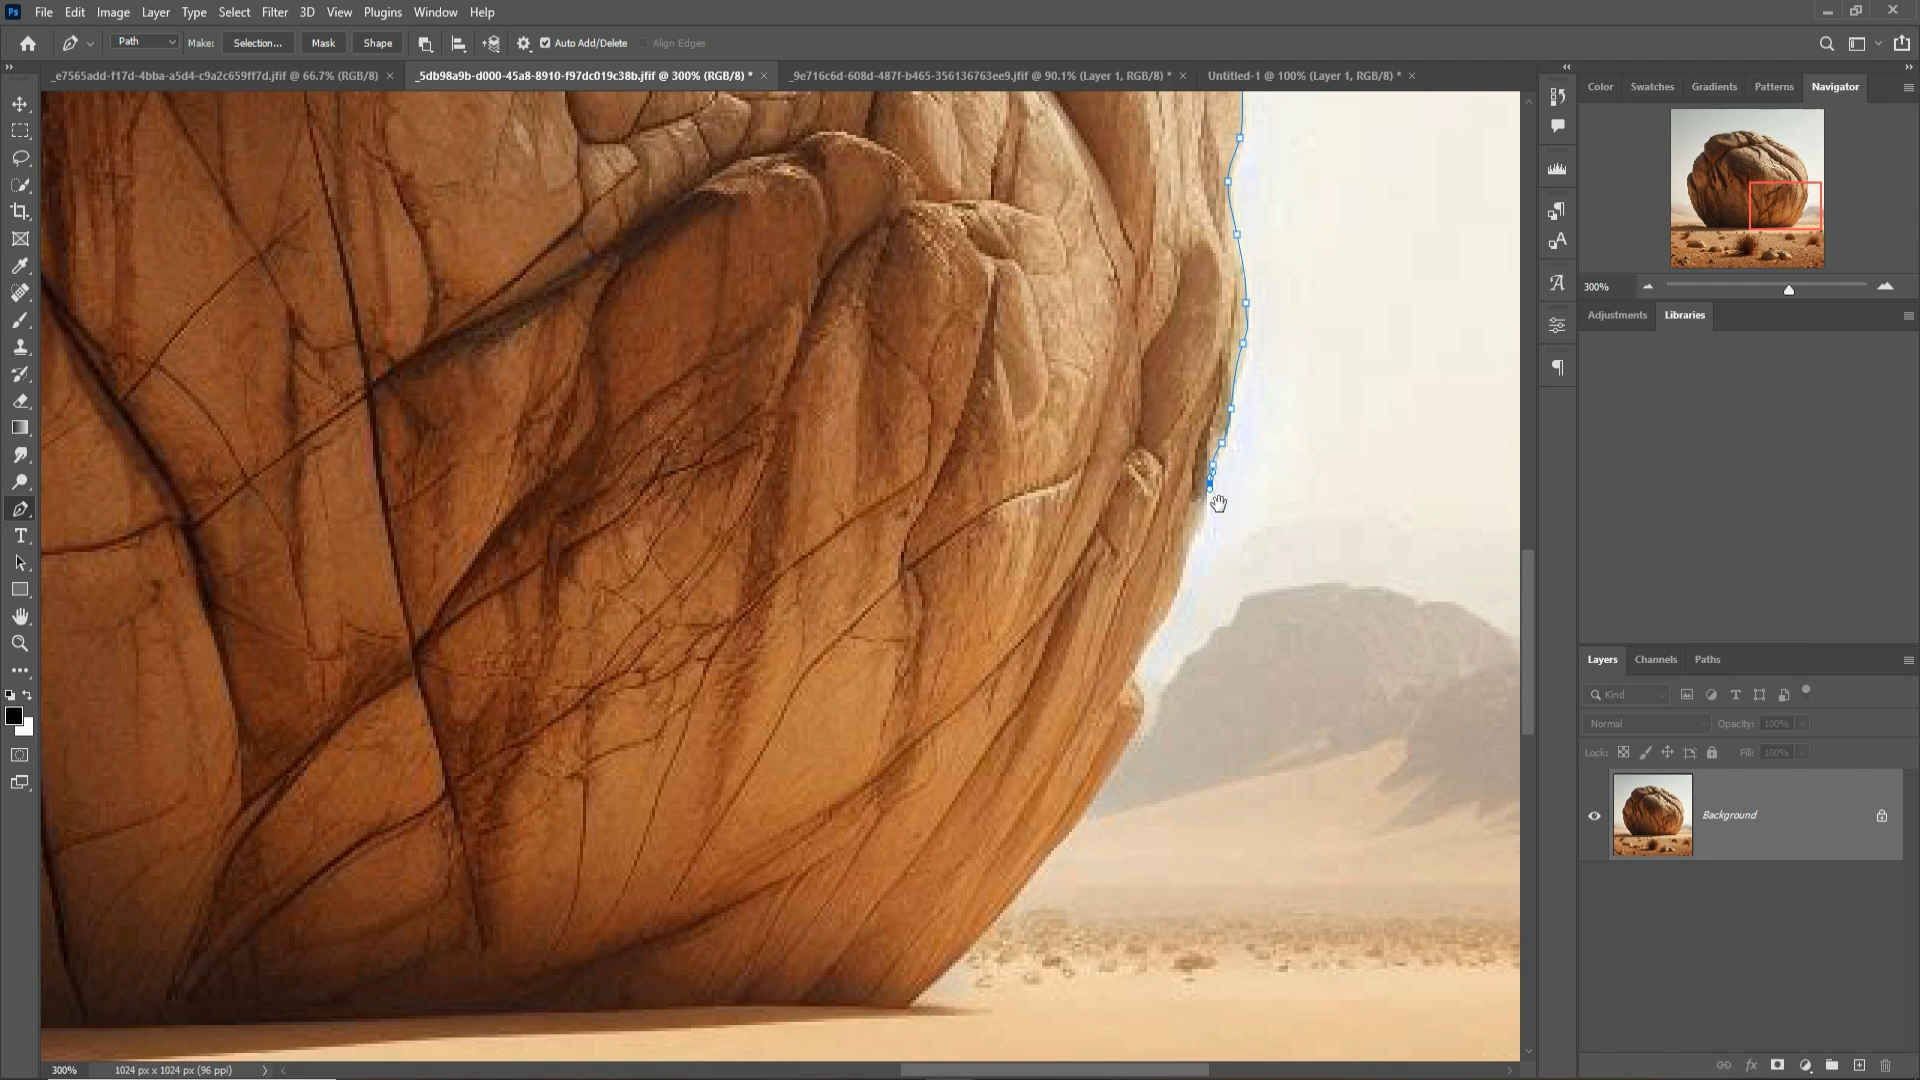 Ps File Edit Image Layer Type Select Filter 3D View Plugins Window Help
Path Make: Selection... Mask Shape Auto Add/Delete Align Edges
_e7565add-f17d-4bba-a5d4-c9a2c659ff7d.jfif @ 66.7% (RGB/8) × _5db98a9b-d000-45a8-8910-f97dc019c38b.jfif @ 300% (RGB/8) * × _9e716c6d-608d-487f-b465-356136763ee9.jfif @ 90.1% (Layer 1, RGB/8) * × Untitled-1 @ 100% (Layer 1, RGB/8) * ×
Color Swatches Gradients Patterns Navigator
300%
Adjustments Libraries
Layers Channels Paths
Kind
Normal Opacity: 100%
Lock: Fill: 100%
Background
300% 1024 px x 1024 px (96 ppi)